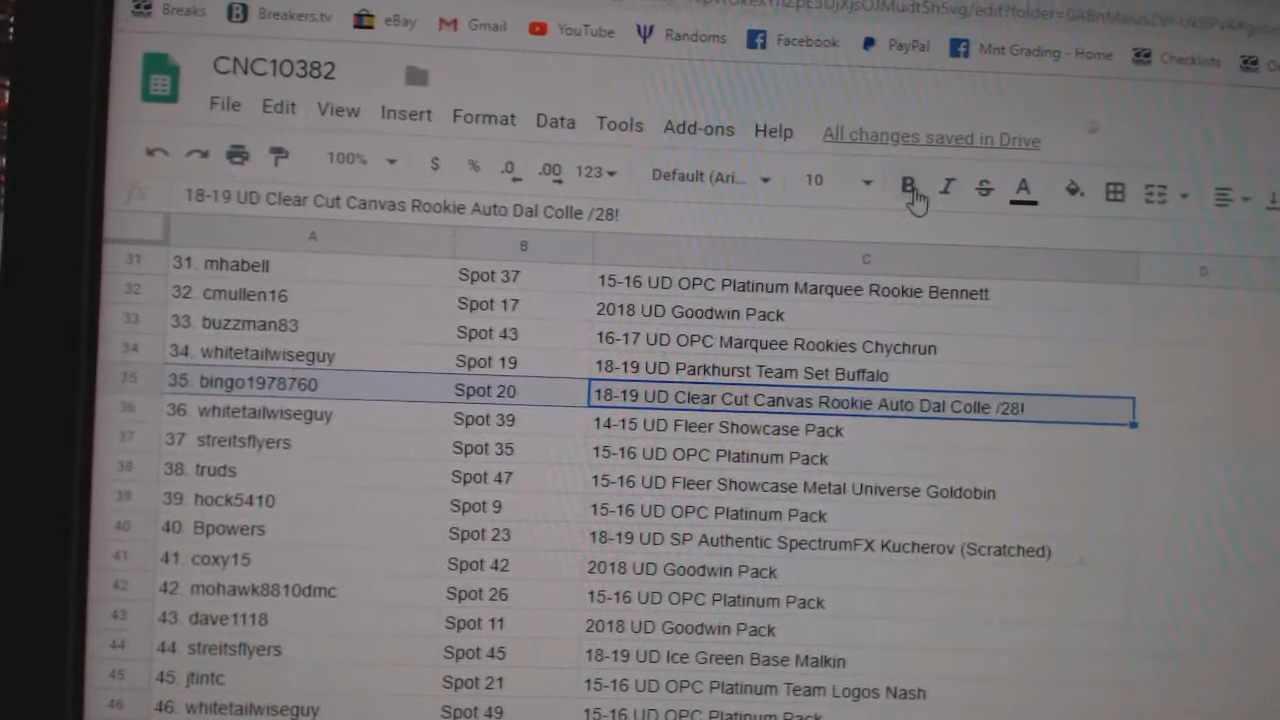 Breaks Breakers.tv eBay Gmail YouTube Randoms Facebook PayPal Mnt Grading - Home Checklists
CNC10382
File Edit View Insert Format Data Tools Add-ons Help All changes saved in Drive
100% $ % .0 .00 123 Default (Ari... 10 B I S A
fx 18-19 UD Clear Cut Canvas Rookie Auto Dal Colle /28!
A B C D
31 31. mhabell Spot 37 15-16 UD OPC Platinum Marquee Rookie Bennett
32 32. cmullen16 Spot 17 2018 UD Goodwin Pack
33 33. buzzman83 Spot 43 16-17 UD OPC Marquee Rookies Chychrun
34 34. whitetailwiseguy Spot 19 18-19 UD Parkhurst Team Set Buffalo
35 35. bingo1978760 Spot 20 18-19 UD Clear Cut Canvas Rookie Auto Dal Colle /28!
36 36. whitetailwiseguy Spot 39 14-15 UD Fleer Showcase Pack
37 37. streitsflyers Spot 35 15-16 UD OPC Platinum Pack
38 38. truds Spot 47 15-16 UD Fleer Showcase Metal Universe Goldobin
39 39. hock5410 Spot 9 15-16 UD OPC Platinum Pack
40 40. Bpowers Spot 23 18-19 UD SP Authentic SpectrumFX Kucherov (Scratched)
41 41. coxy15 Spot 42 2018 UD Goodwin Pack
42 42. mohawk8810dmc Spot 26 15-16 UD OPC Platinum Pack
43 43. dave1118 Spot 11 2018 UD Goodwin Pack
44 44. streitsflyers Spot 45 18-19 UD Ice Green Base Malkin
45 45. jtintc Spot 21 15-16 UD OPC Platinum Team Logos Nash
46 46. whitetailwiseguy Spot 49 15-16 UD OPC Platinum Pack